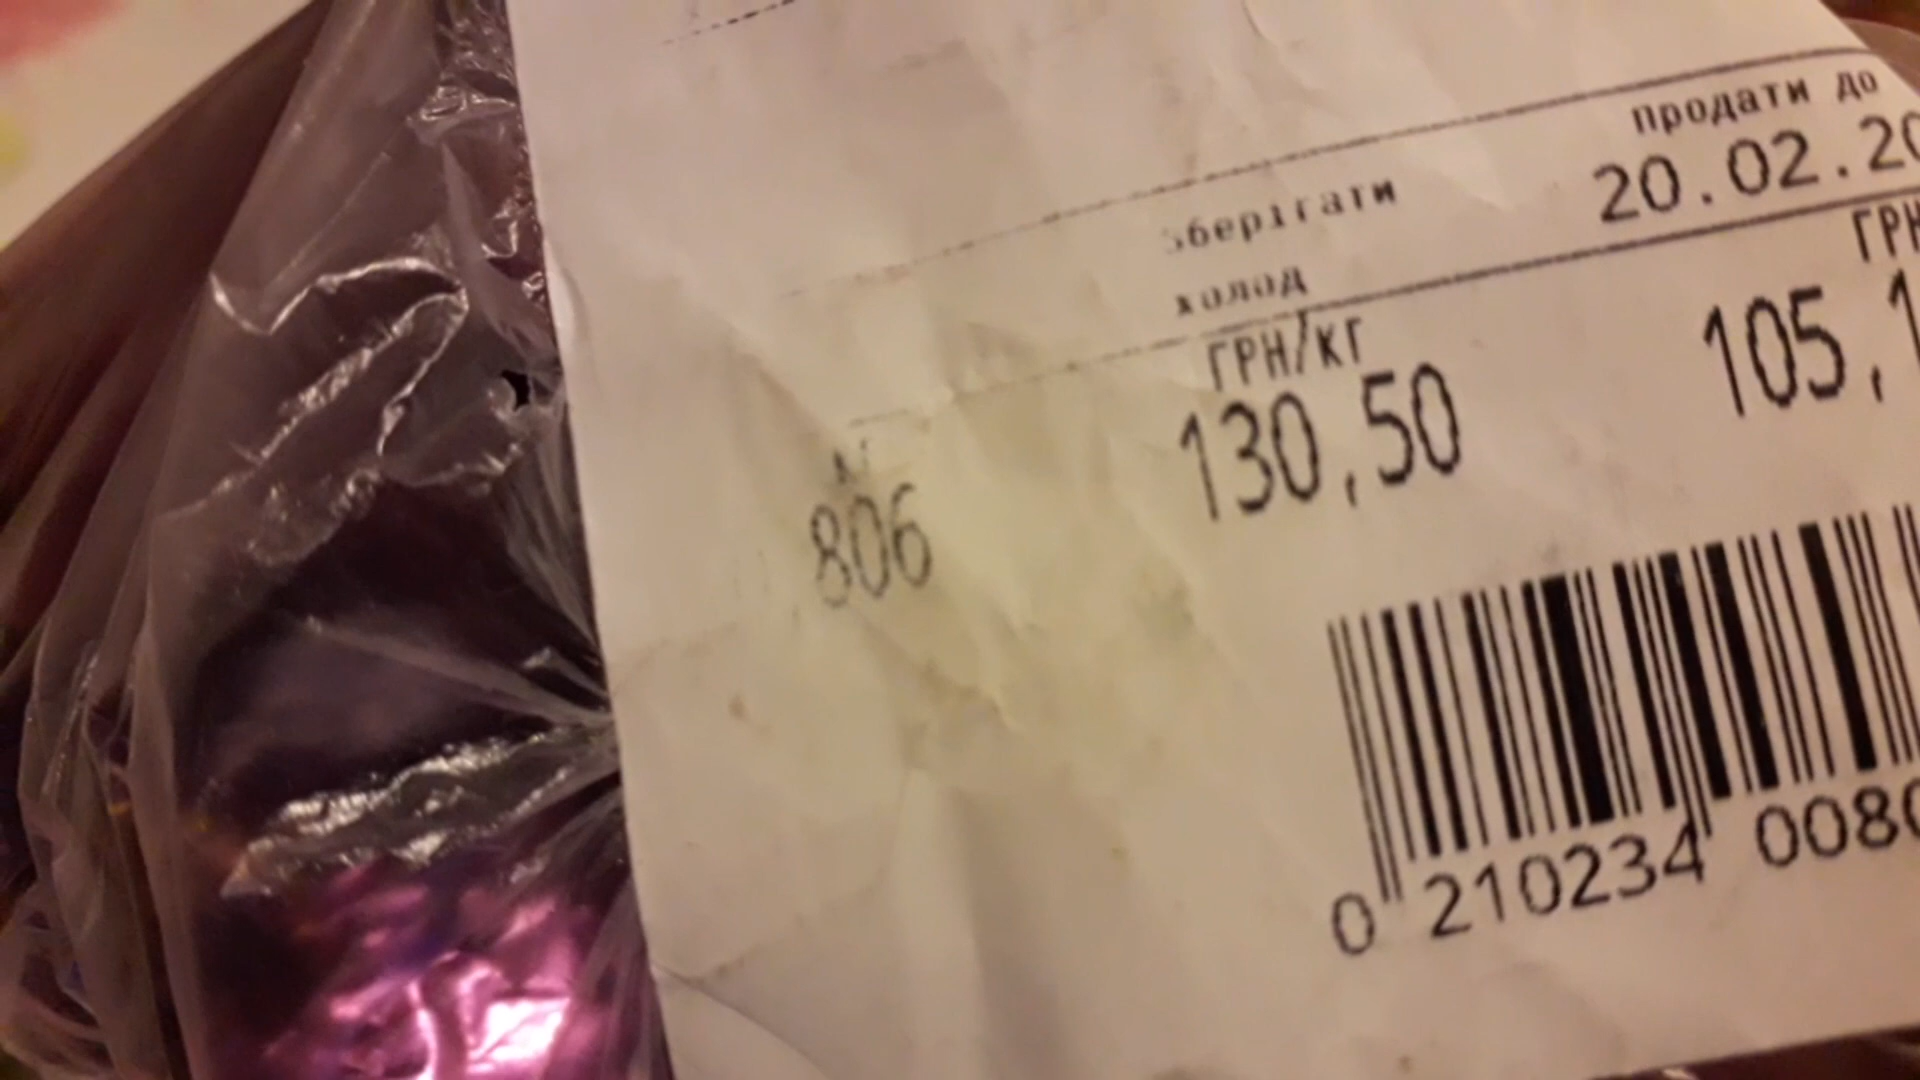 продати до
20.02.20
зберігати
холод
ГРН/КГ
ГРН
N
806
130,50
105,1
0 210234 0080